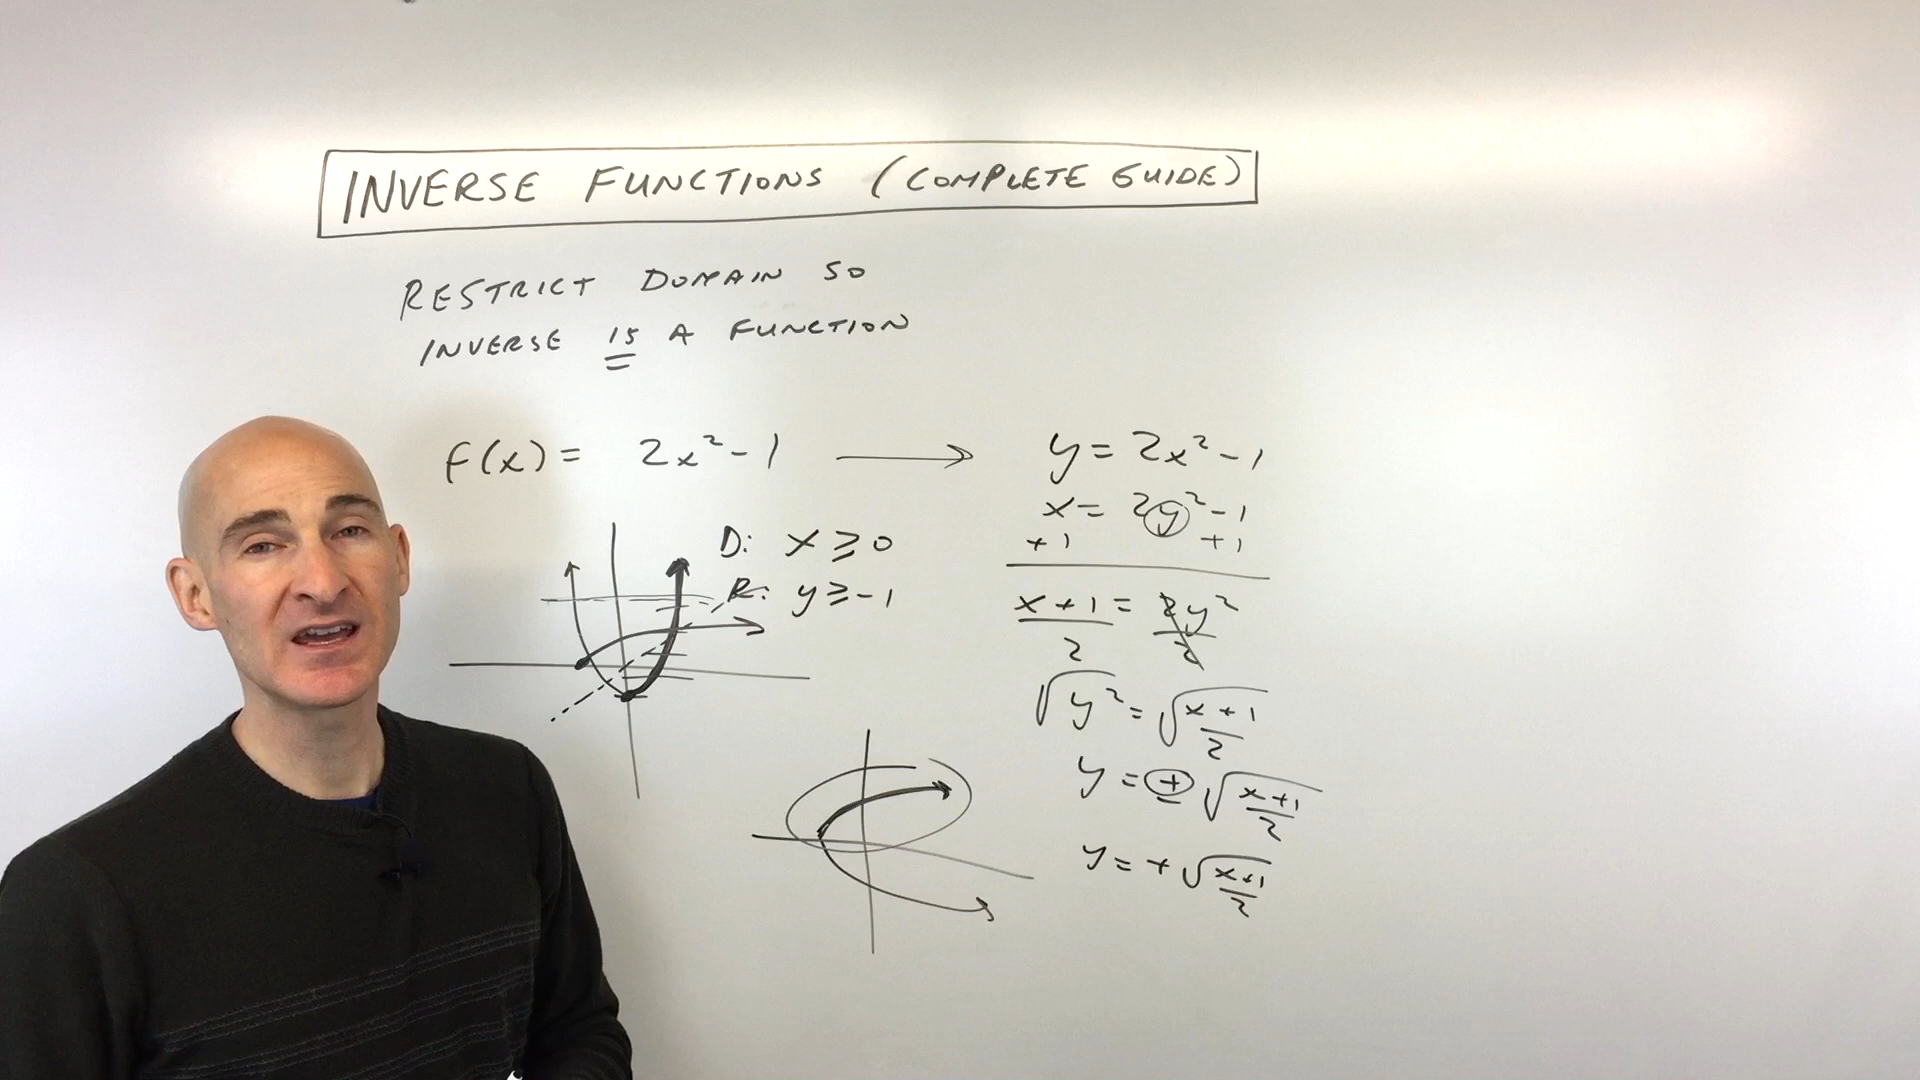 INVERSE FUNCTIONS (COMPLETE GUIDE)
RESTRICT DOMAIN SO
INVERSE IS A FUNCTION
f(x) = 2x² - 1 → y = 2x² - 1
x = 2y² - 1
+1 +1
D: x ≥ 0
R: y ≥ -1
x + 1 = 2y²
2 2
√y² = √x + 1
2
y = ± √x+1
2
y = + √x+1
2